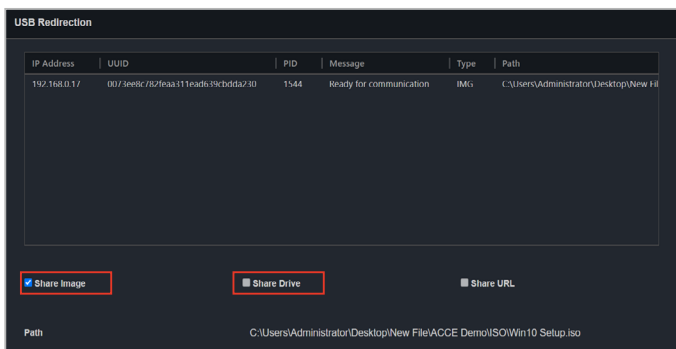 USB Redirection
IP Address UUID PID Message Type Path
192.168.0.17 0073ee8c782feaa311ead639cbdda230 1544 Ready for communication IMG C:\Users\Administrator\Desktop\New Fil
Share Image Share Drive Share URL
Path C:\Users\Administrator\Desktop\New File\ACCE Demo\ISO\Win10 Setup.iso